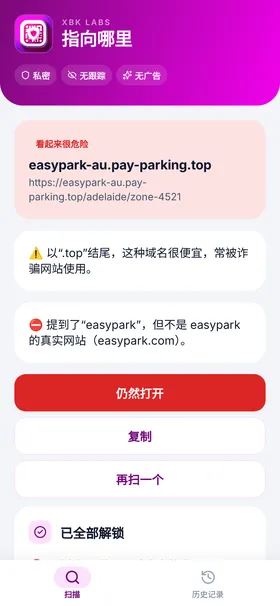 XBK LABS
指向哪里
私密
无跟踪
无广告
看起来很危险
easypark-au.pay-parking.top
https://easypark-au.pay-
parking.top/adelaide/zone-4521
以“.top”结尾，这种域名很便宜，常被诈
骗网站使用。
提到了“easypark”，但不是 easypark
的真实网站（easypark.com）。
仍然打开
复制
再扫一个
已全部解锁
扫描
历史记录